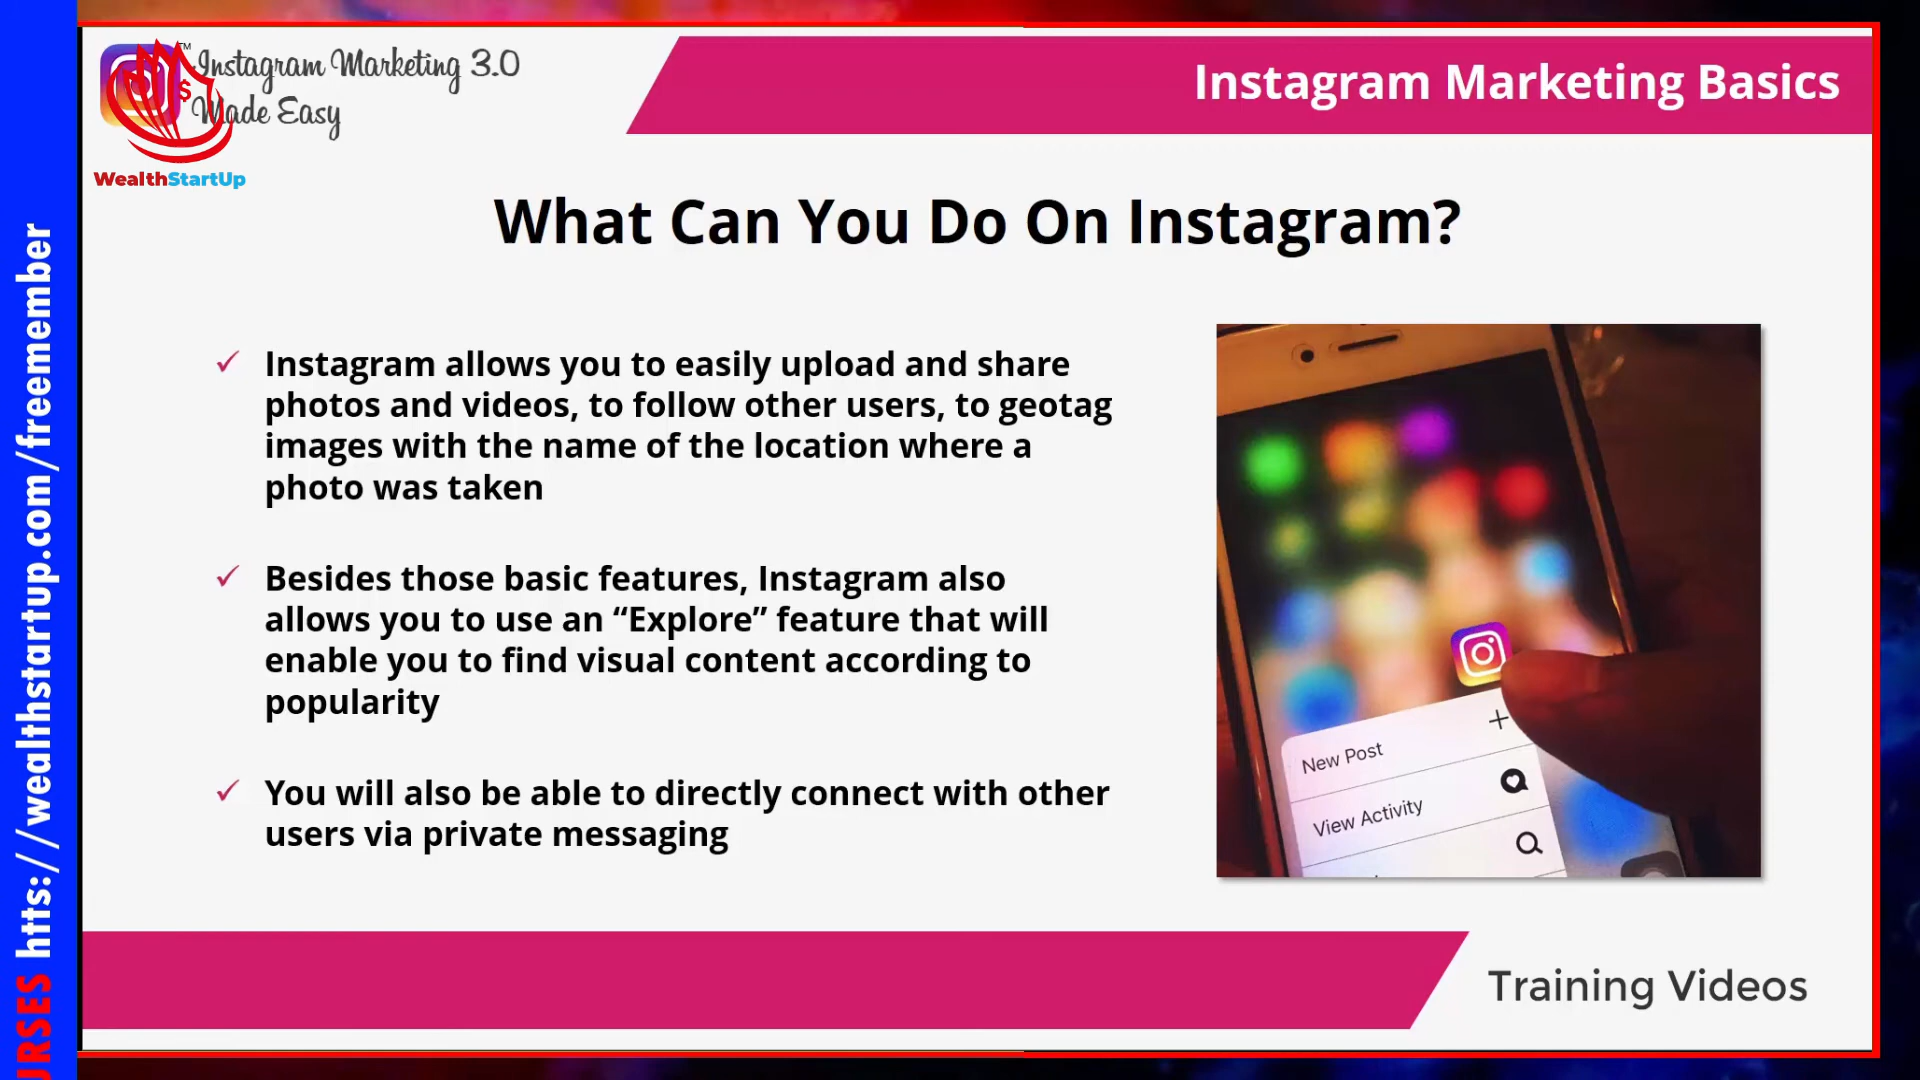 Instagram Marketing 3.0
Made Easy
TM
$
WealthStartUp
Instagram Marketing Basics
What Can You Do On Instagram?
Instagram allows you to easily upload and share
photos and videos, to follow other users, to geotag
images with the name of the location where a
photo was taken
Besides those basic features, Instagram also
allows you to use an “Explore” feature that will
enable you to find visual content according to
popularity
You will also be able to directly connect with other
users via private messaging
New Post
View Activity
Training Videos
URSES htts://wealthstartup.com/freemember